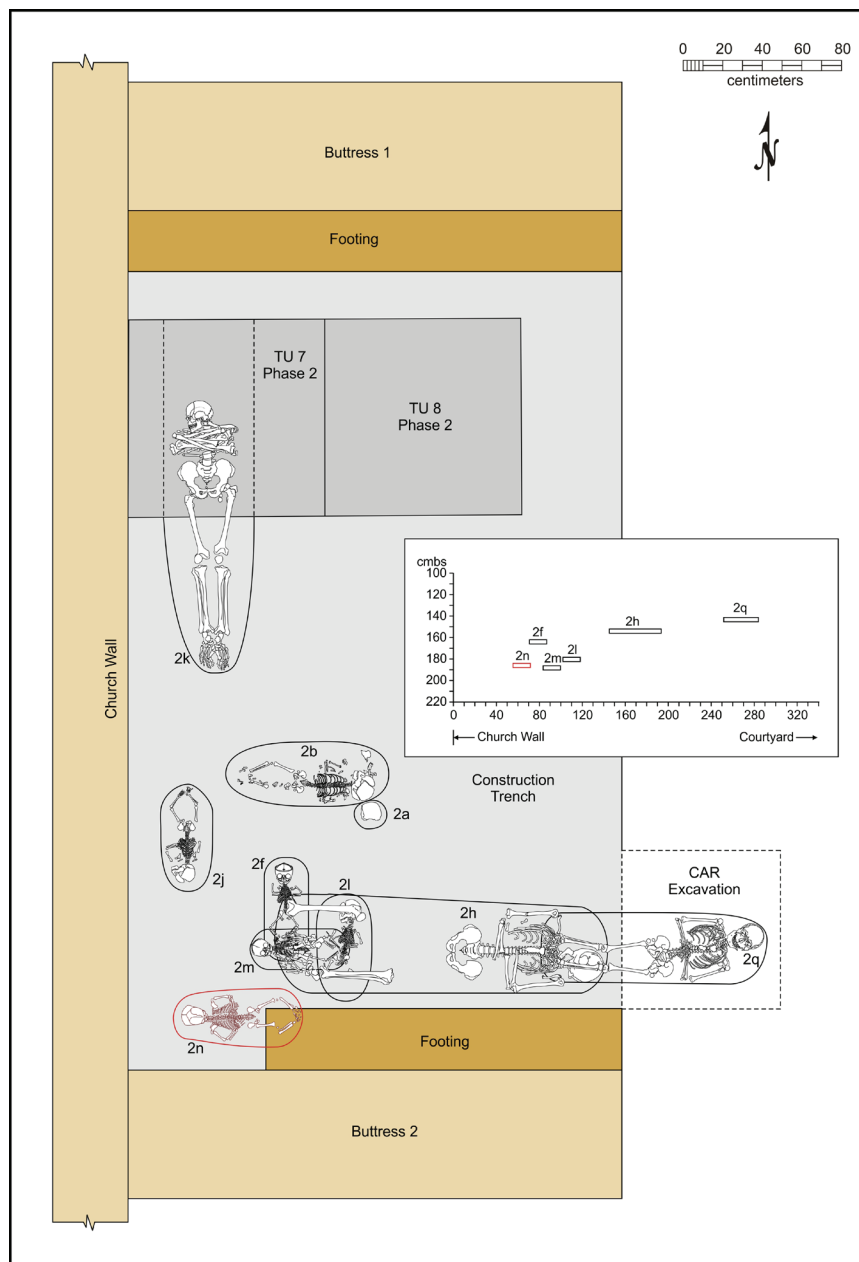 0 20 40 60 80
centimeters
N
Buttress 1
Footing
TU 7
Phase 2
TU 8
Phase 2
Church Wall
2k
cmbs
100
120
140
160
180
200
220
2f
2n
2m
2l
2h
2q
0 40 80 120 160 200 240 280 320
Church Wall
Courtyard
2b
Construction
Trench
2a
2j
2f
2l
2h
CAR
Excavation
2m
2q
2n
Footing
Buttress 2